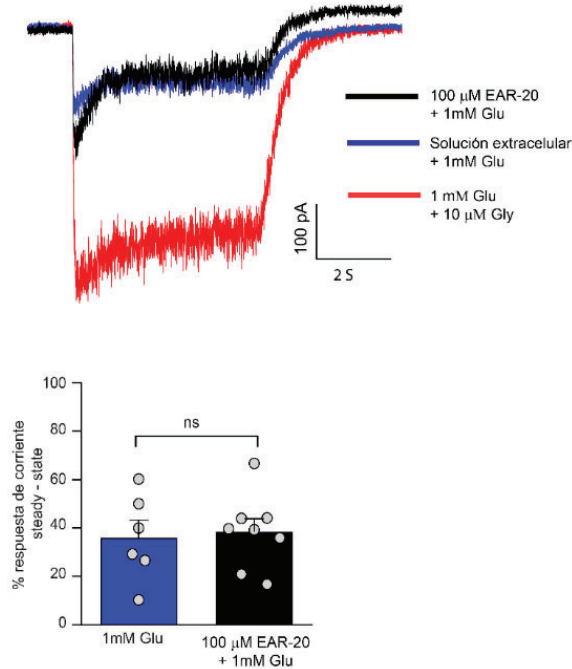 100 μM EAR-20
+ 1mM Glu
Solución extracelular
+ 1mM Glu
1 mM Glu
+ 10 μM Gly
100 pA
2 S
% respuesta de corriente
steady - state
100
80
60
40
20
0
ns
1mM Glu
100 μM EAR-20
+ 1mM Glu